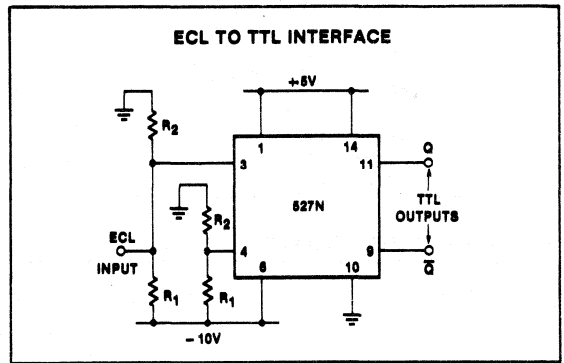 ECL TO TTL INTERFACE
+5V
R2
1
14
3
11
Q
R2
527N
TTL
OUTPUTS
ECL
INPUT
4
9
Q̅
R1
R1
6
10
- 10V